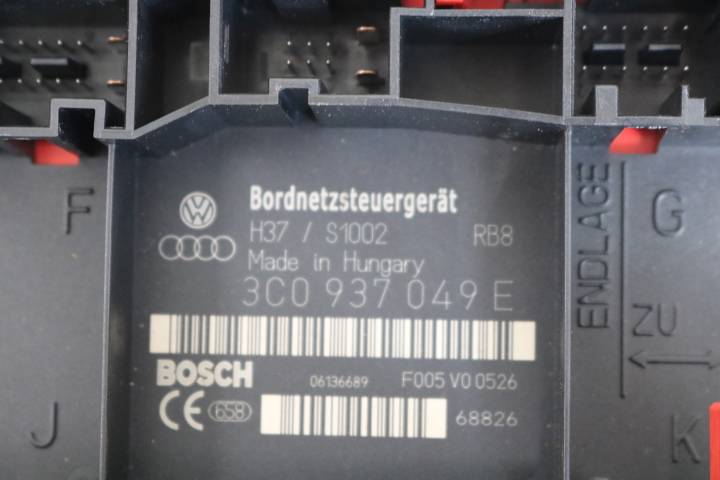 F
Bordnetzsteuergerät
H37 / S1002 RB8
Made in Hungary
3C0 937 049 E
BOSCH 06136689 F005 V0 0526
CE 658 68826
J
G
ENDLAGE
ZU
K